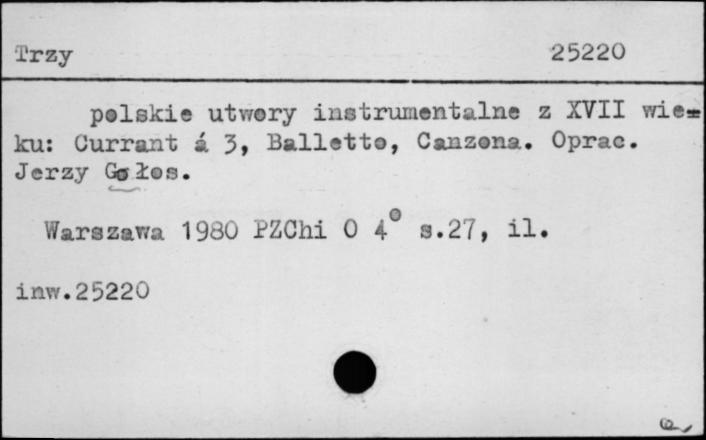 Trzy 25220
polskie utwory instrumentalne z XVII wie=
ku: Currant á 3, Balletto, Canzona. Oprac.
Jerzy Gołos.
Warszawa 1980 PZChi O 4° s.27, il.
inw.25220